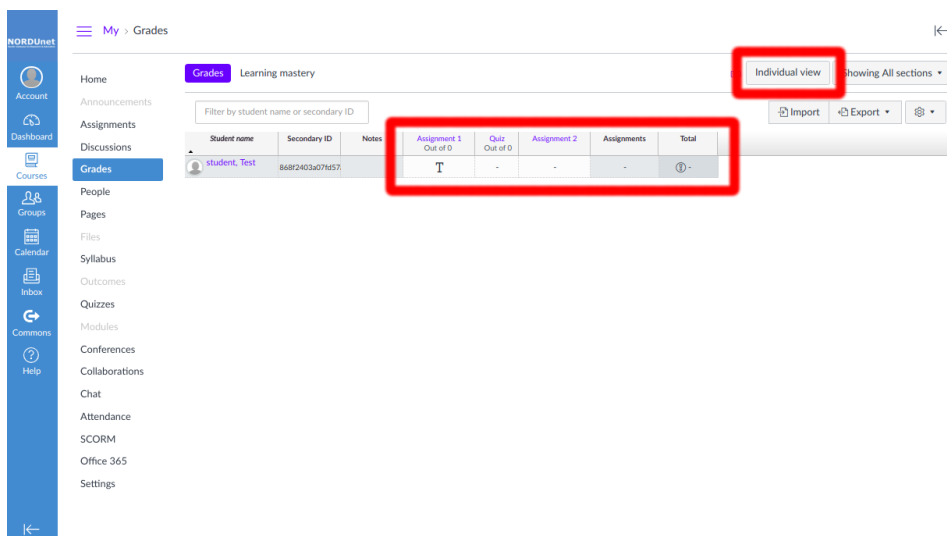 NORDUnet
My > Grades
Account
Dashboard
Courses
Groups
Calendar
Inbox
Commons
Help
Home
Announcements
Assignments
Discussions
Grades
People
Pages
Files
Syllabus
Outcomes
Quizzes
Modules
Conferences
Collaborations
Chat
Attendance
SCORM
Office 365
Settings
Grades Learning mastery
Individual view
Showing All sections
Filter by student name or secondary ID
Import Export
Student name Secondary ID Notes Assignment 1 Quiz Assignment 2 Assignments Total
Out of 0 Out of 0
student, Test 868f2403a07fd57 T - - - -